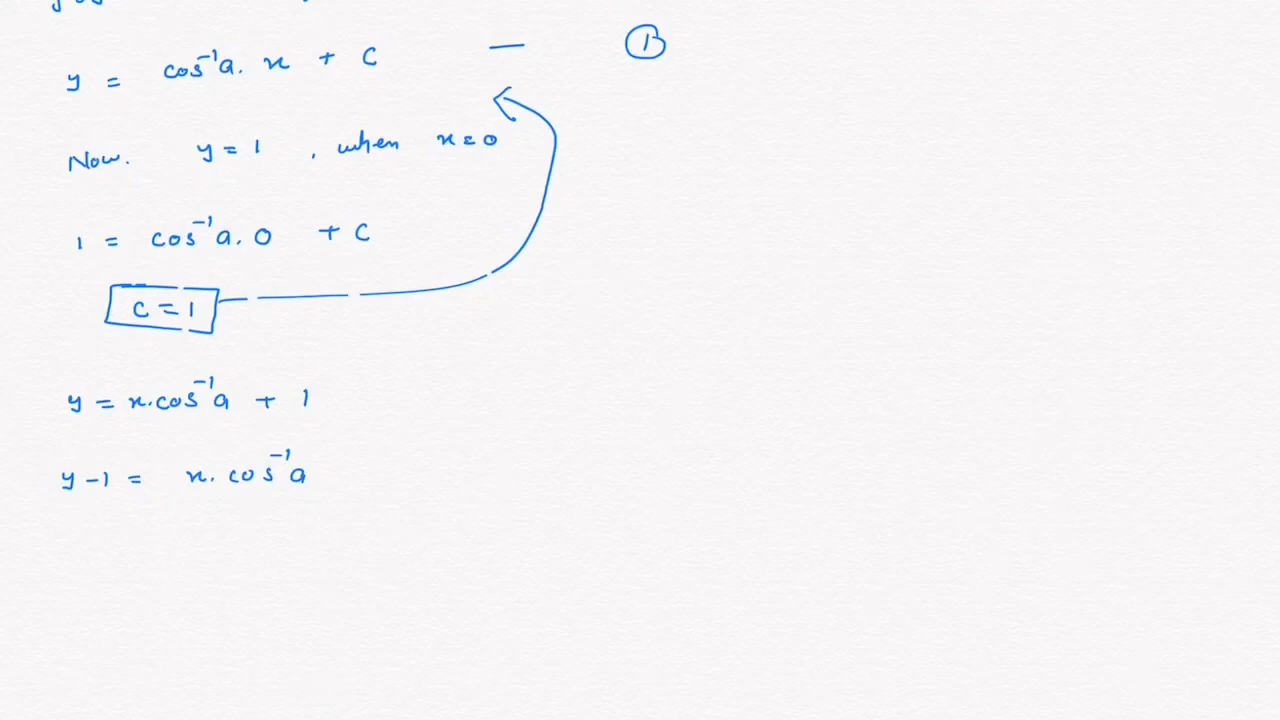 y = cos⁻¹a. x + C — ①
Now. y = 1 , when x = 0
1 = cos⁻¹a. 0 + C
C = 1
y = x.cos⁻¹a + 1
y -1 = x. cos⁻¹a